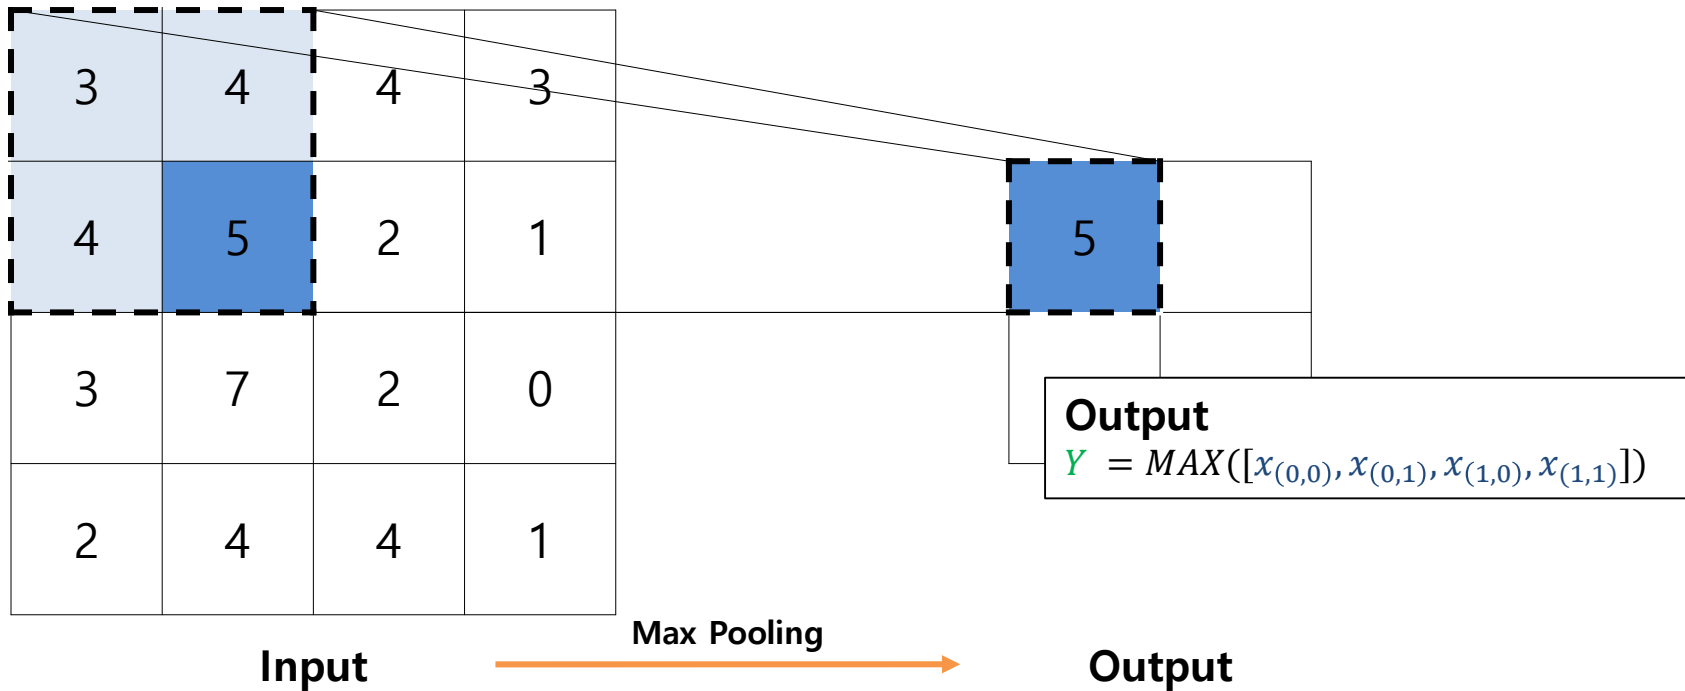 3 4 4 3
4 5 2 1
5
3 7 2 0
2 4 4 1
Output
Y = MAX([x(0,0), x(0,1), x(1,0), x(1,1)])
Max Pooling
Input
Output